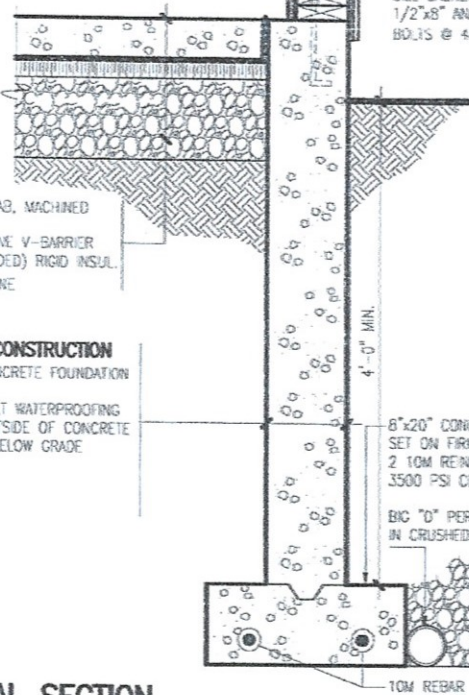 1/2"x8" AN
BOLTS @ 4
AB, MACHINED
V-BARRIER
DED) RIGID INSUL.
NE
CONSTRUCTION
CRETE FOUNDATION
T WATERPROOFING
TSIDE OF CONCRETE
ELOW GRADE
4'-0" MIN.
8"x20" CONC
SET ON FIR
2 10M REIN
3500 PSI C
BIG "O" PER
IN CRUSHED
10M REBAR
AL SECTION